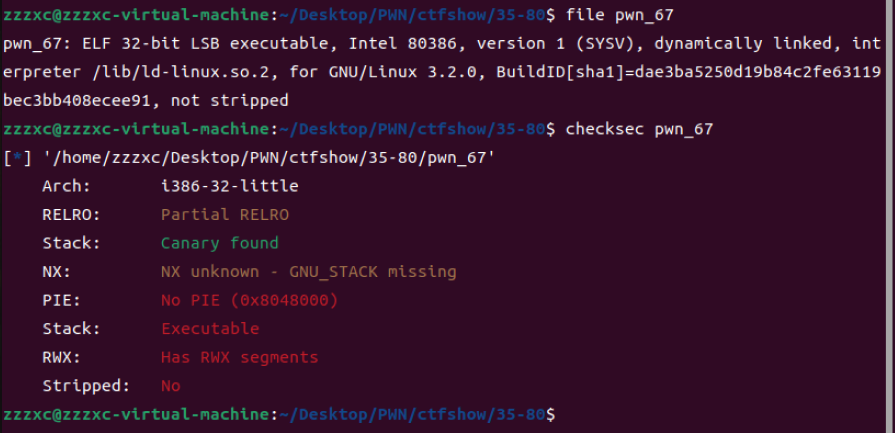 zzzxc@zzzxc-virtual-machine:~/Desktop/PWN/ctfshow/35-80$ file pwn_67
pwn_67: ELF 32-bit LSB executable, Intel 80386, version 1 (SYSV), dynamically linked, int
erpreter /lib/ld-linux.so.2, for GNU/Linux 3.2.0, BuildID[sha1]=dae3ba5250d19b84c2fe63119
bec3bb408ecee91, not stripped
zzzxc@zzzxc-virtual-machine:~/Desktop/PWN/ctfshow/35-80$ checksec pwn_67
[*] '/home/zzzxc/Desktop/PWN/ctfshow/35-80/pwn_67'
    Arch:     i386-32-little
    RELRO:    Partial RELRO
    Stack:    Canary found
    NX:       NX unknown - GNU_STACK missing
    PIE:      No PIE (0x8048000)
    Stack:    Executable
    RWX:      Has RWX segments
    Stripped: No
zzzxc@zzzxc-virtual-machine:~/Desktop/PWN/ctfshow/35-80$